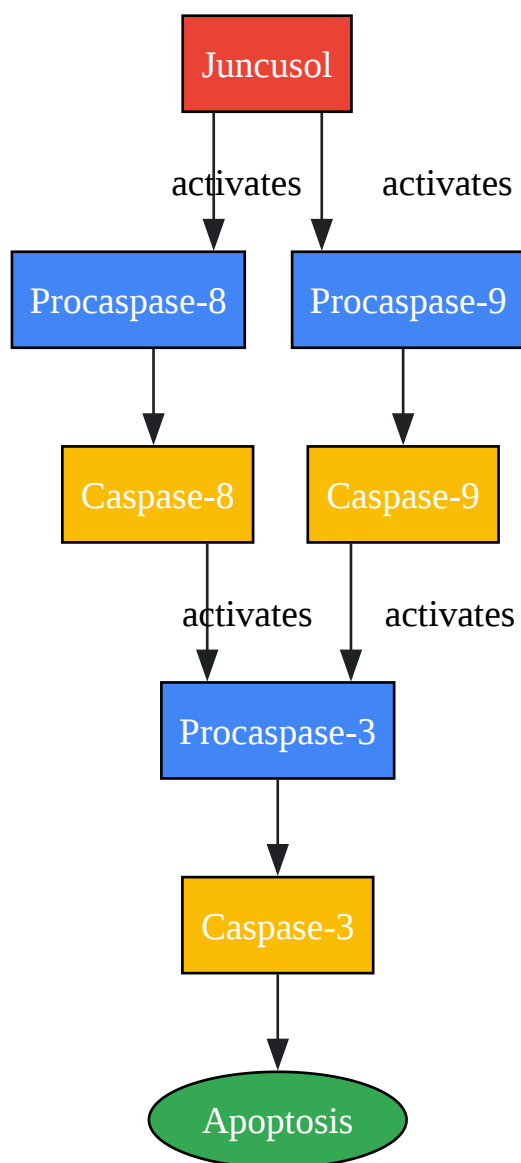 Juncusol
activates activates
Procaspase-8 Procaspase-9
Caspase-8 Caspase-9
activates activates
Procaspase-3
Caspase-3
Apoptosis